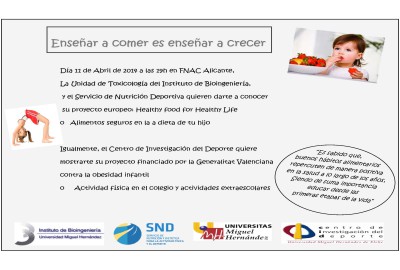 Enseñar a comer es enseñar a crecer
Día 11 de Abril de 2019 a las 19h en FNAC Alicante,
La Unidad de Toxicología del Instituto de Bioingeniería,
y el Servicio de Nutrición Deportiva quieren darte a conocer
su proyecto europeo: Healthy food for Healthy Life
o Alimentos seguros en la a dieta de tu hijo
Igualmente, el Centro de Investigación del Deporte quiere
mostrarte su proyecto financiado por la Generalitat Valenciana
contra la obesidad infantil
o Actividad física en el colegio y actividades extraescolares
"Es sabido que,
buenos hábitos alimentarios
repercuten de manera positiva
en la salud a lo largo de los años.
Siendo de suma importancia
educar desde las
primeras etapas de la vida"
Instituto de Bioingeniería
Universidad Miguel Hernández
SND
UNIVERSITAS
Miguel
Hernández
centro de
investigación del
deporte
Universidad Miguel Hernández de Elche